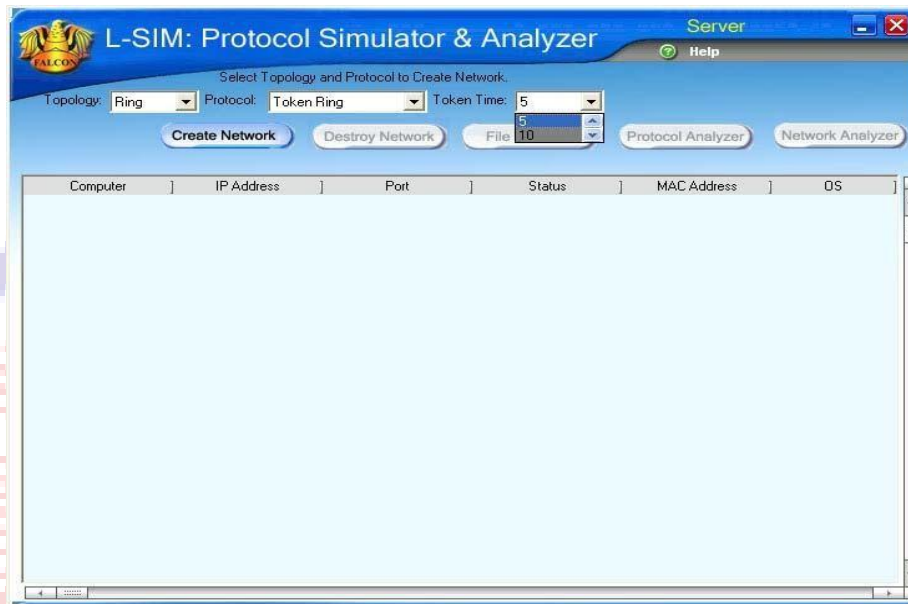 FALCON
L-SIM: Protocol Simulator & Analyzer
Server
Help
Select Topology and Protocol to Create Network.
Topology: Ring Protocol: Token Ring Token Time: 5
5
10
Create Network Destroy Network File Protocol Analyzer Network Analyzer
Computer ] IP Address ] Port ] Status ] MAC Address ] OS ]